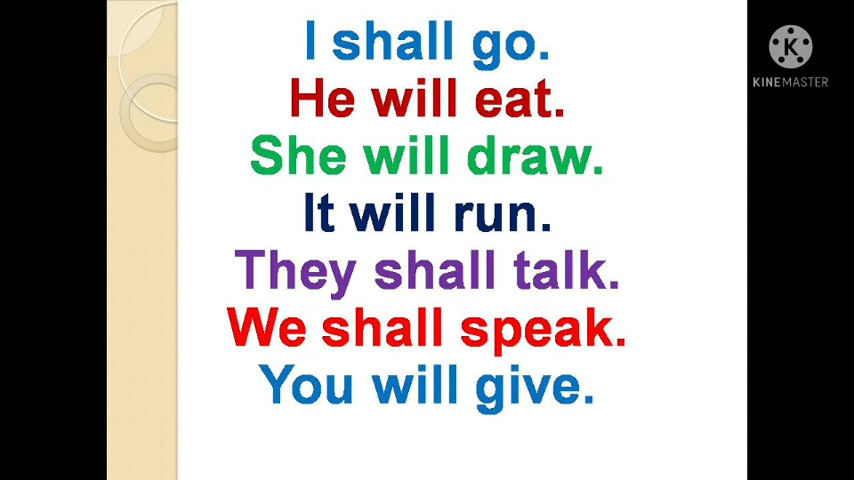 I shall go.
He will eat.
She will draw.
It will run.
They shall talk.
We shall speak.
You will give.
K
KINEMASTER